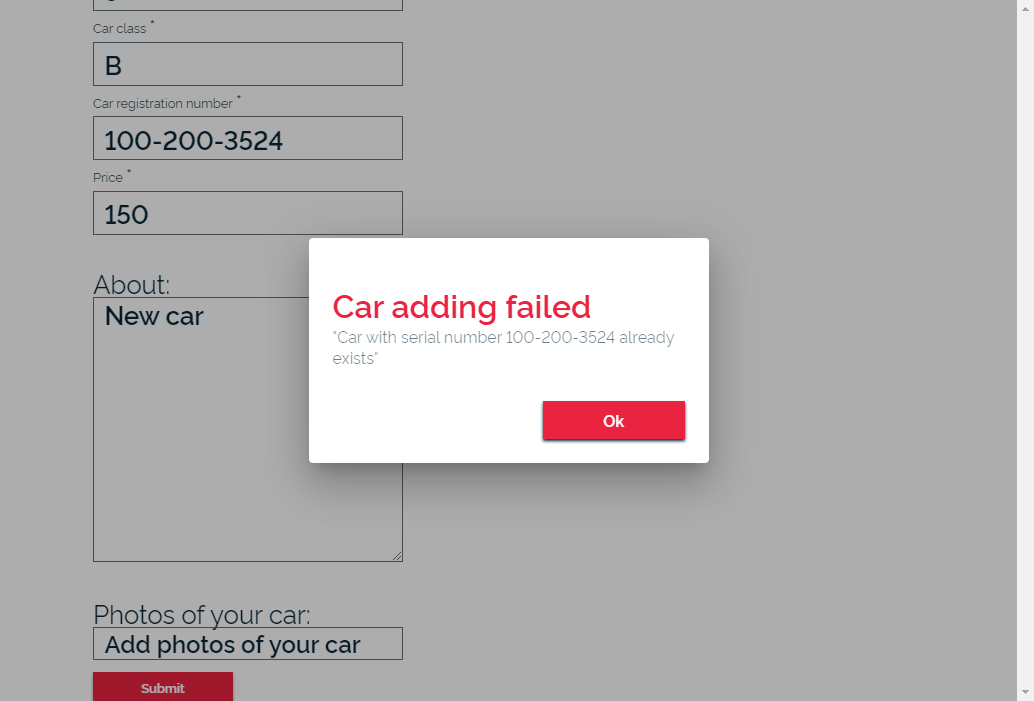 Car class *
B
Car registration number *
100-200-3524
Price *
150
About:
New car
Car adding failed
"Car with serial number 100-200-3524 already
exists"
Ok
Photos of your car:
Add photos of your car
Submit